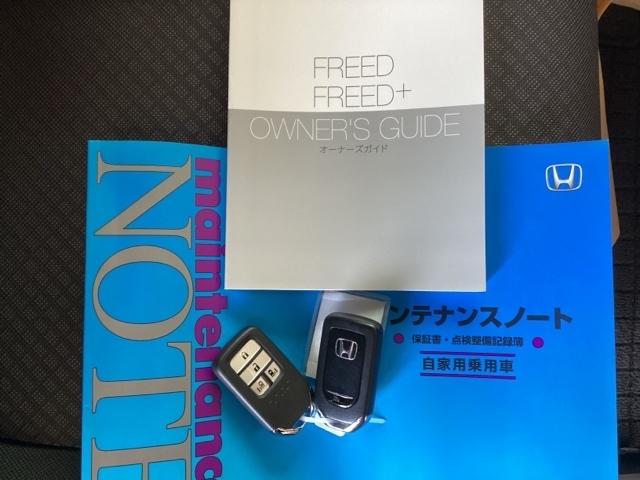 FREED
FREED+
OWNER'S GUIDE
オーナーズガイド
maintenanc
NOTE
ンテナンスノート
保証書・点検整備記録簿
自家用乗用車